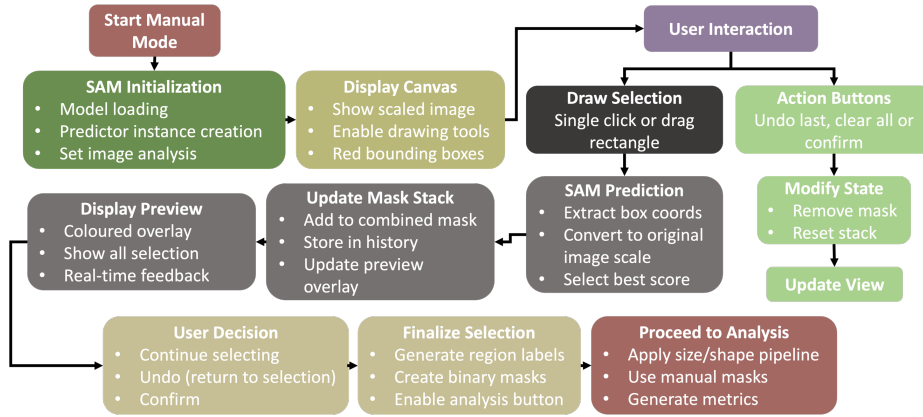 Start Manual
Mode
SAM Initialization
• Model loading
• Predictor instance creation
• Set image analysis
Display Canvas
• Show scaled image
• Enable drawing tools
• Red bounding boxes
User Interaction
Draw Selection
Single click or drag
rectangle
Action Buttons
Undo last, clear all or
confirm
SAM Prediction
• Extract box coords
• Convert to original
image scale
• Select best score
Modify State
• Remove mask
• Reset stack
Update View
Update Mask Stack
• Add to combined mask
• Store in history
• Update preview
overlay
Display Preview
• Coloured overlay
• Show all selection
• Real-time feedback
User Decision
• Continue selecting
• Undo (return to selection)
• Confirm
Finalize Selection
• Generate region labels
• Create binary masks
• Enable analysis button
Proceed to Analysis
• Apply size/shape pipeline
• Use manual masks
• Generate metrics